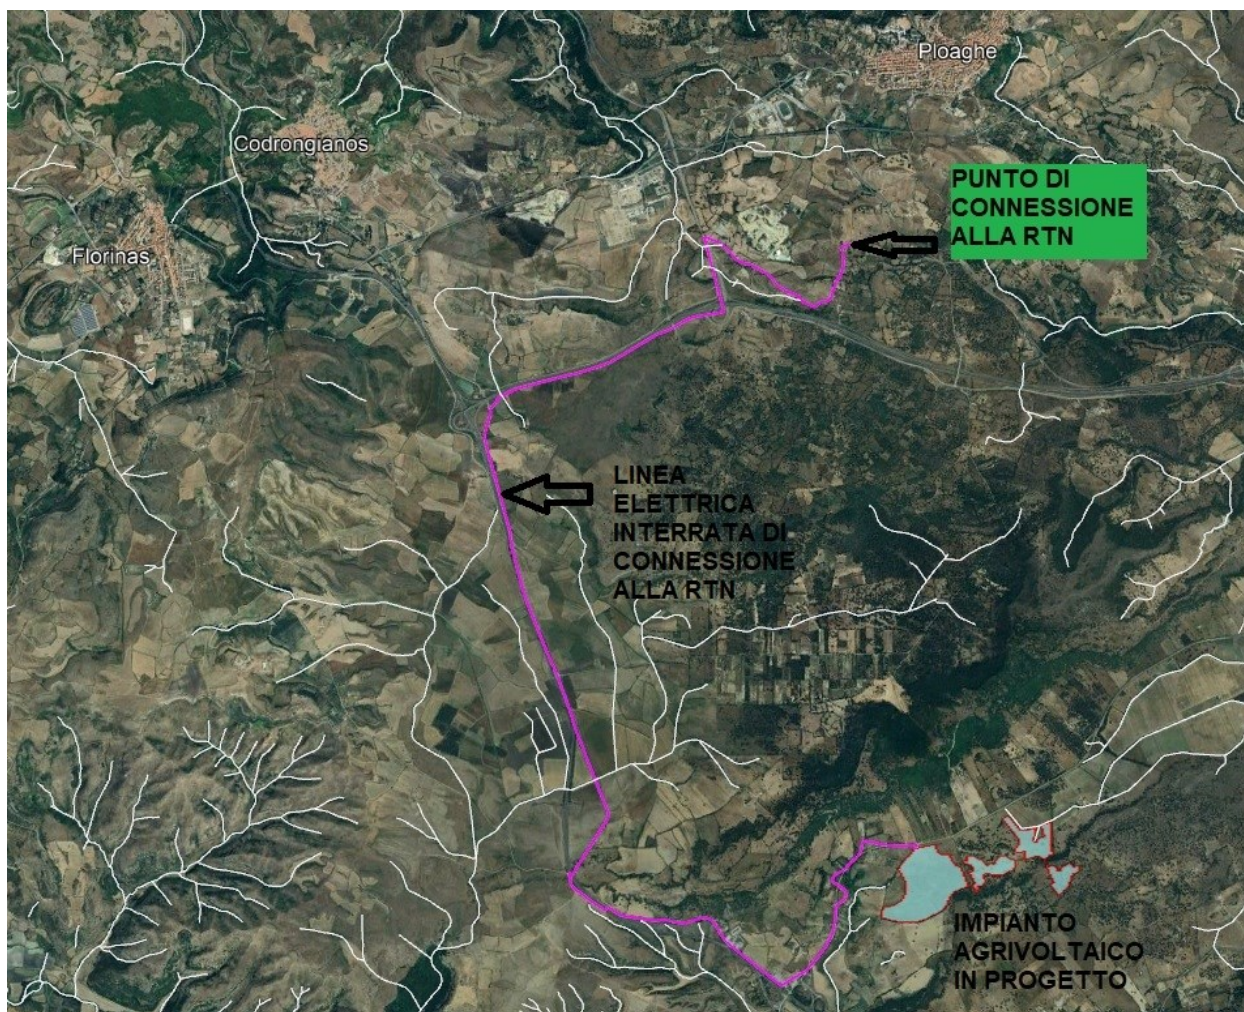 Ploaghe
Codrongianos
Florinas
PUNTO DI
CONNESSIONE
ALLA RTN
LINEA
ELETTRICA
INTERRATA DI
CONNESSIONE
ALLA RTN
IMPIANTO
AGRIVOLTAICO
IN PROGETTO